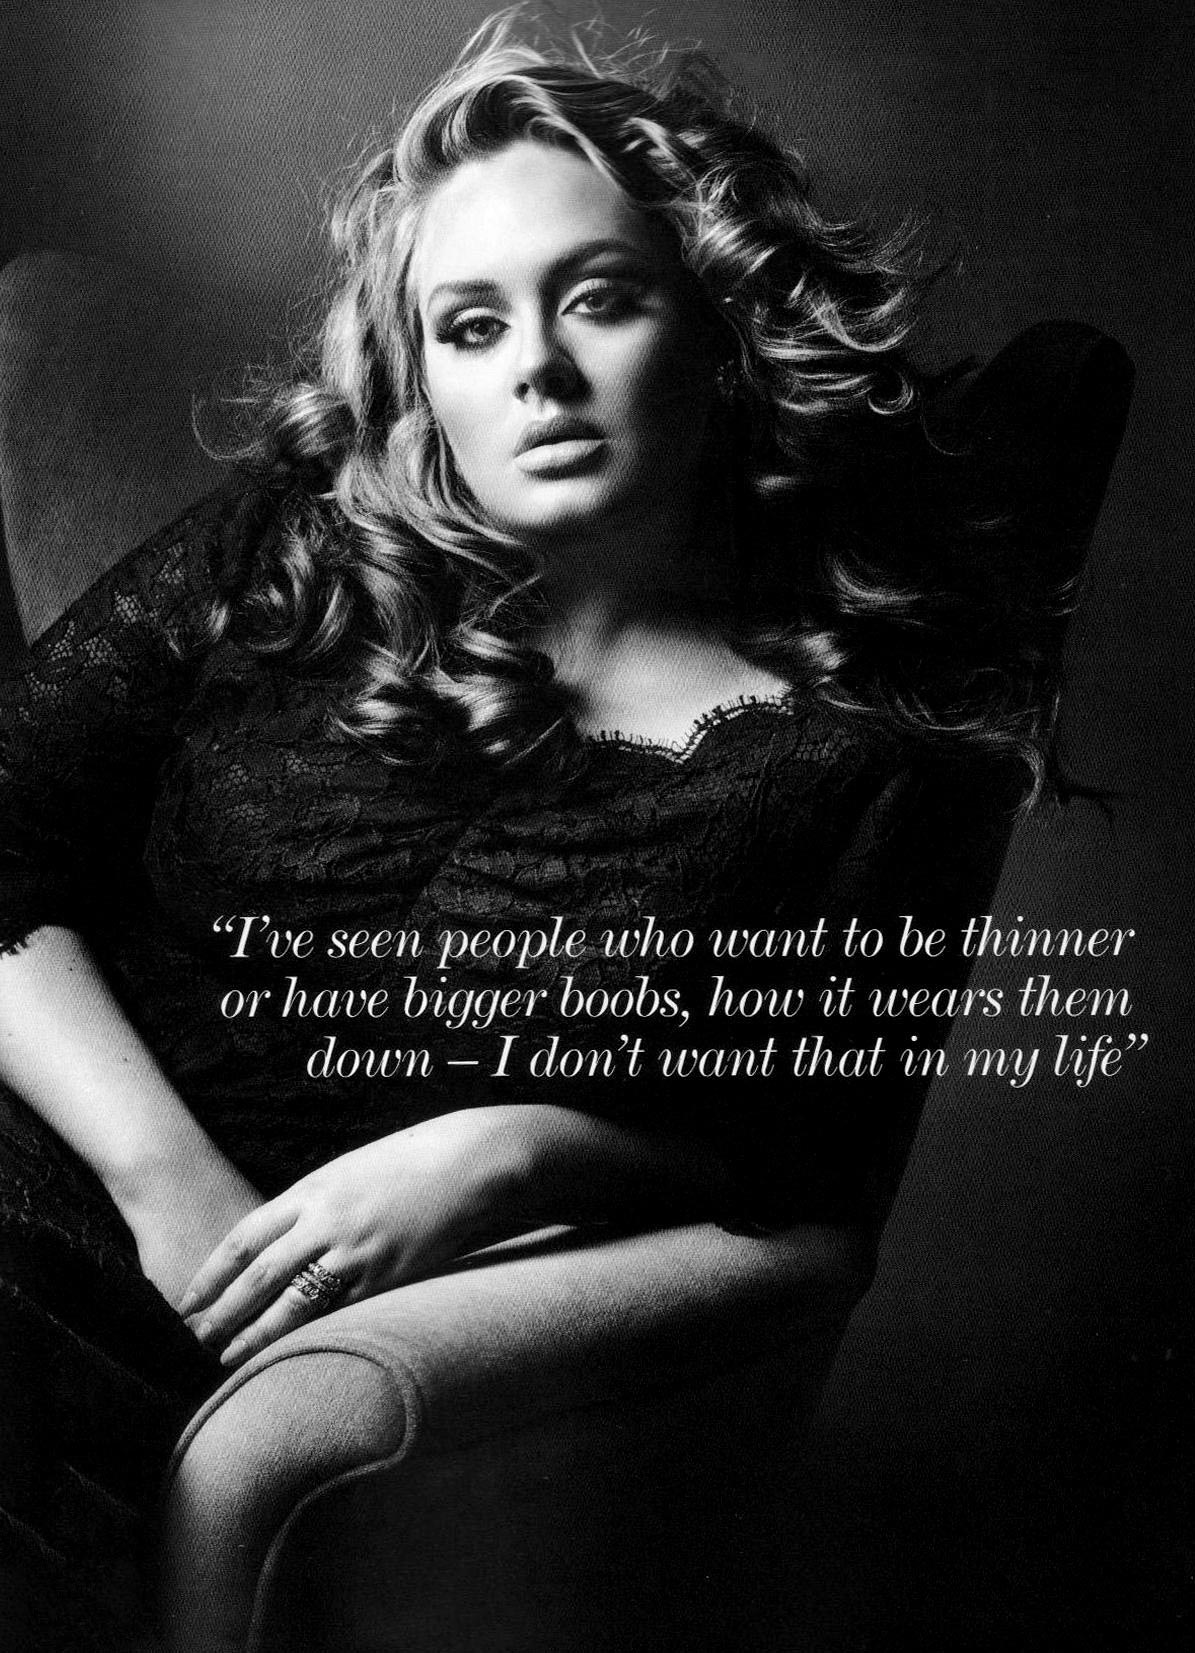 “I’ve seen people who want to be thinner
or have bigger boobs, how it wears them
down – I don’t want that in my life”